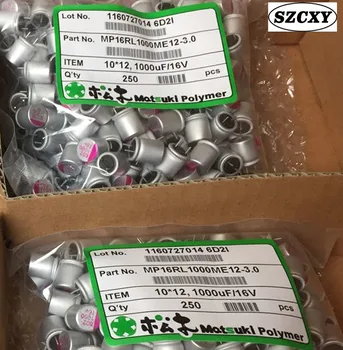 SZCXY
Lot No. 1160727014 6D2I
Part No. MP16RL1000ME12-3.0
ITEM 10*12, 1000uF/16V
Q'ty 250 pcs
Matsuki Polymer
Lot No. 1160727014 6D2I
Part No. MP16RL1000ME12-3.0
ITEM 10*12, 1000uF/16V
Q'ty 250 pcs
Matsuki Polymer